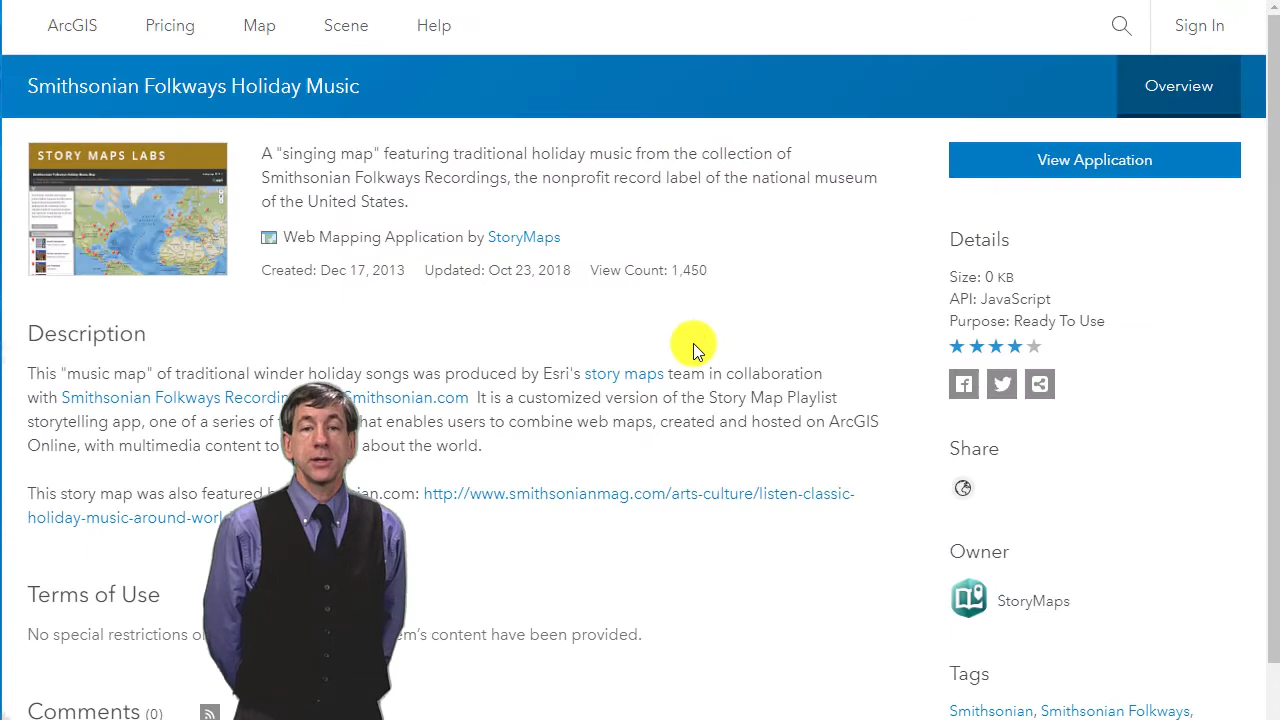 ArcGIS Pricing Map Scene Help Sign In
Smithsonian Folkways Holiday Music Overview
STORY MAPS LABS
A "singing map" featuring traditional holiday music from the collection of
Smithsonian Folkways Recordings, the nonprofit record label of the national museum
of the United States.
Web Mapping Application by StoryMaps
Created: Dec 17, 2013 Updated: Oct 23, 2018 View Count: 1,450
View Application
Description
This "music map" of traditional winder holiday songs was produced by Esri's story maps team in collaboration
with Smithsonian Folkways Smithsonian.com It is a customized version of the Story Map Playlist
storytelling app, one of a series of that enables users to combine web maps, created and hosted on ArcGIS
Online, with multimedia content to about the world.
This story map was also featured .com: http://www.smithsonianmag.com/arts-culture/listen-classic-
holiday-music-around-
Terms of Use
No special restrictions content have been provided.
Comments (0)
Details
Size: 0 KB
API: JavaScript
Purpose: Ready To Use
Share
Owner
StoryMaps
Tags
Smithsonian, Smithsonian Folkways,